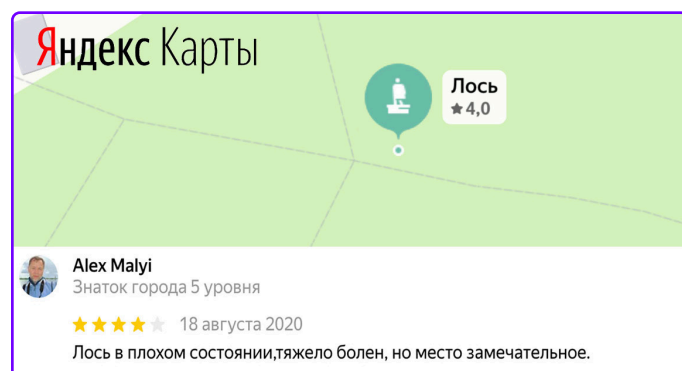 Яндекс Карты
Лось
★ 4,0
Alex Malyi
Знаток города 5 уровня
18 августа 2020
Лось в плохом состоянии,тяжело болен, но место замечательное.